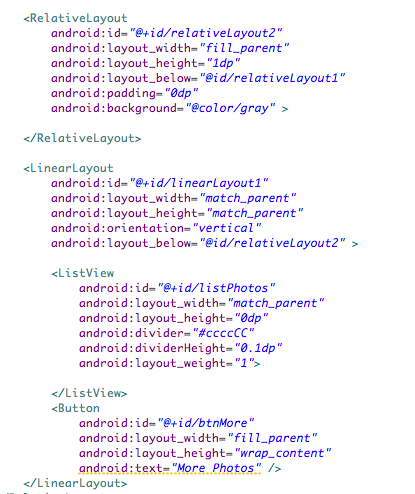 <RelativeLayout
android:id="@+id/relativeLayout2"
android:layout_width="fill_parent"
android:layout_height="1dp"
android:layout_below="@id/relativeLayout1"
android:padding="0dp"
android:background="@color/gray" >
</RelativeLayout>
<LinearLayout
android:id="@+id/linearLayout1"
android:layout_width="match_parent"
android:layout_height="match_parent"
android:orientation="vertical"
android:layout_below="@id/relativeLayout2" >
<ListView
android:id="@+id/listPhotos"
android:layout_width="match_parent"
android:layout_height="0dp"
android:divider="#ccccCC"
android:dividerHeight="0.1dp"
android:layout_weight="1">
</ListView>
<Button
android:id="@+id/btnMore"
android:layout_width="fill_parent"
android:layout_height="wrap_content"
android:text="More Photos" />
</LinearLayout>